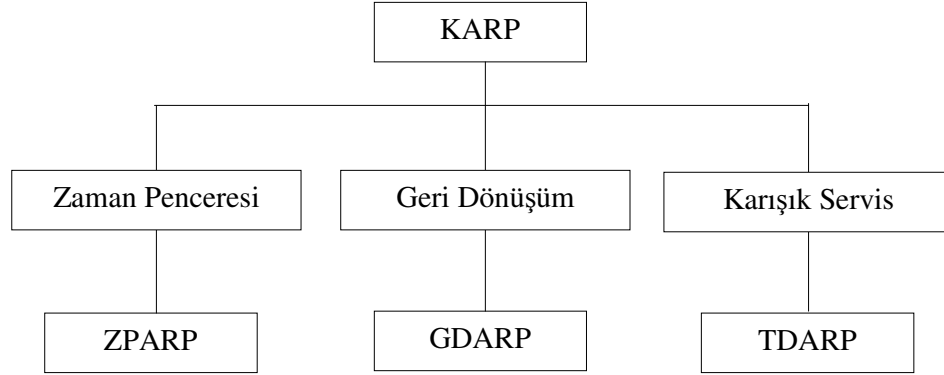 KARP
Zaman Penceresi
Geri Dönüşüm
Karışık Servis
ZPARP
GDARP
TDARP